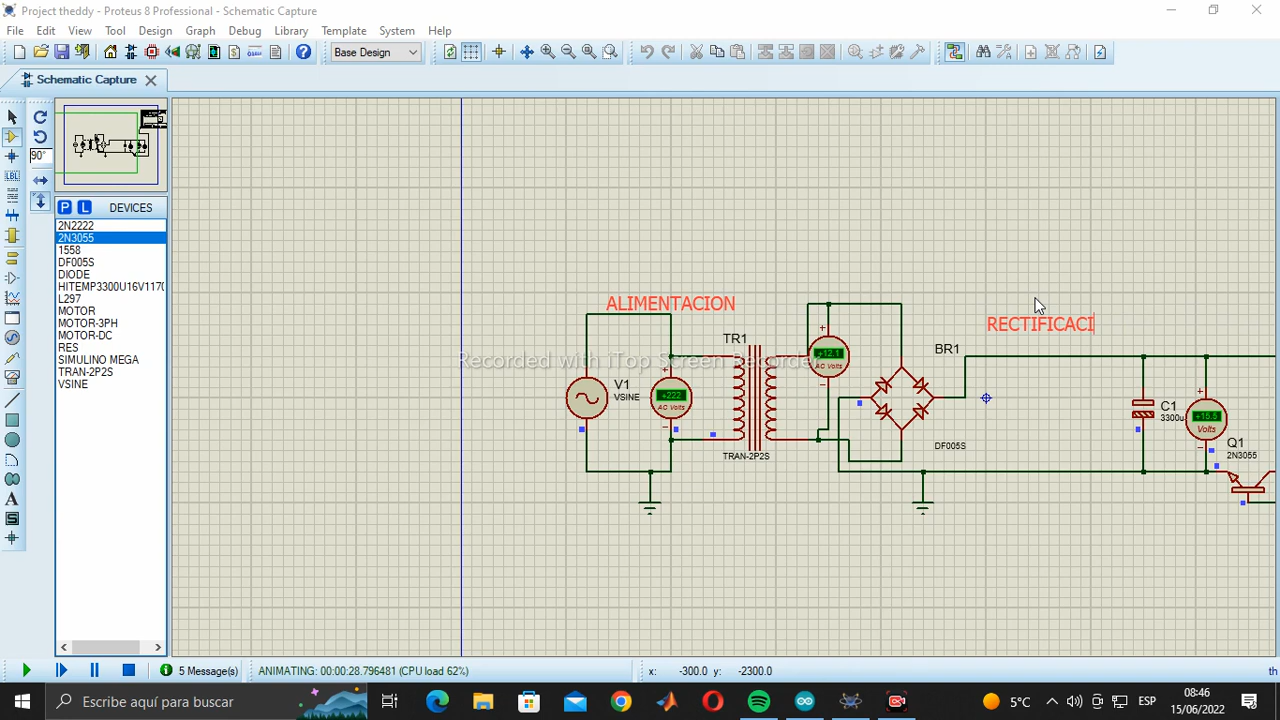 Project theddy - Proteus 8 Professional - Schematic Capture
File Edit View Tool Design Graph Debug Library Template System Help
Base Design
Schematic Capture
90°
P L DEVICES
2N2222
2N3055
1558
DF005S
DIODE
HITEMP3300U16V117(
L297
MOTOR
MOTOR-3PH
MOTOR-DC
RES
SIMULINO MEGA
TRAN-2P2S
VSINE
LBL
A
ALIMENTACION
RECTIFICACI
TR1
BR1
+12.1
AC Volts
Recorded with iTop Screen Recorder
V1
VSINE
+222
AC Volts
C1
3300u
+15.5
Volts
Q1
2N3055
TRAN-2P2S
DF005S
5 Message(s)
ANIMATING: 00:00:28.796481 (CPU load 62%)
x: -300.0 y: -2300.0
th
Escribe aquí para buscar
5°C
ESP
08:46
15/06/2022